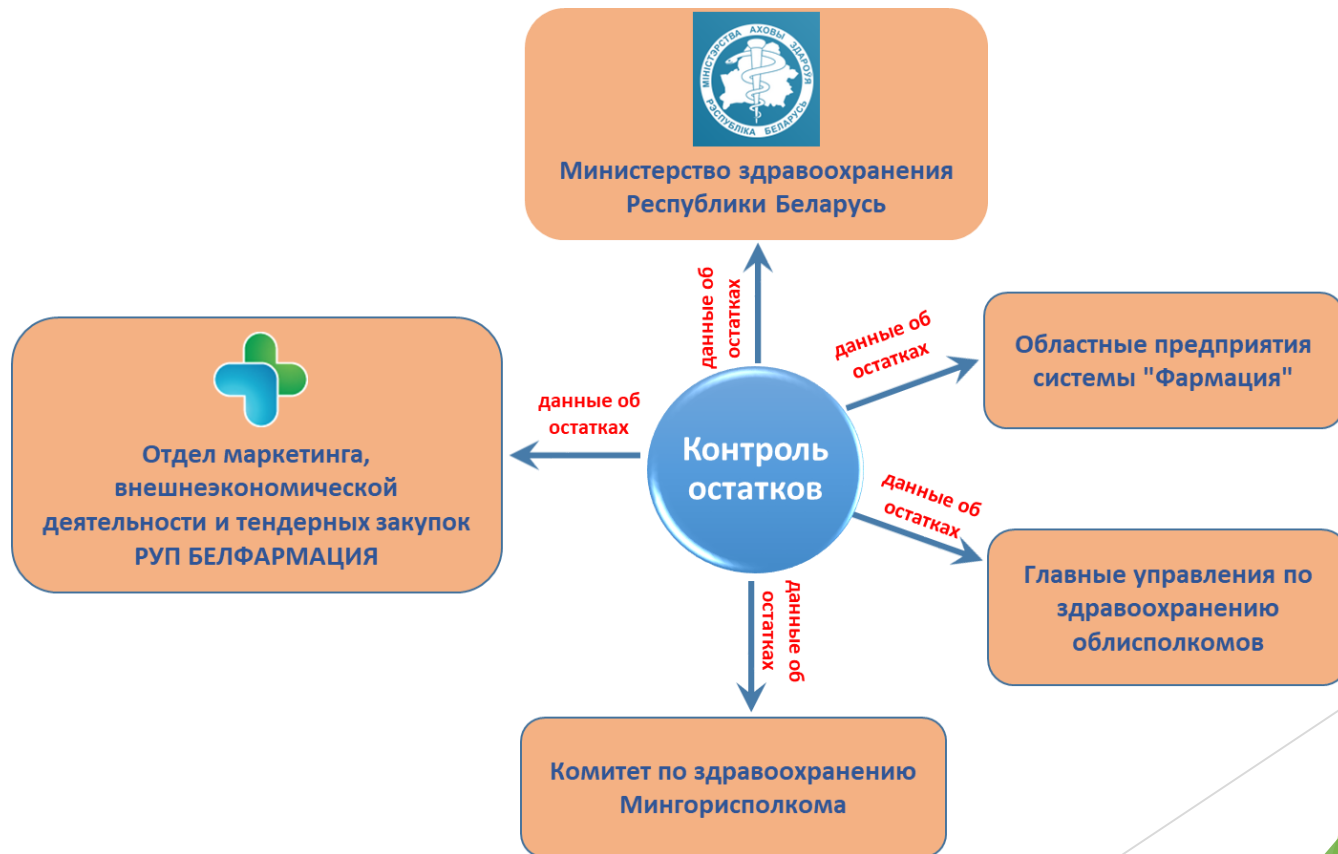 МІНІСТЭРСТВА АХОВЫ ЗДАРОЎЯ
РЭСПУБЛІКА БЕЛАРУСЬ
Министерство здравоохранения
Республики Беларусь
данные об
остатках
данные об
остатках
Областные предприятия
системы "Фармация"
данные об
остатках
Отдел маркетинга,
внешнеэкономической
деятельности и тендерных закупок
РУП БЕЛФАРМАЦИЯ
Контроль
остатков
данные об
остатках
Главные управления по
здравоохранению
облисполкомов
данные об
остатках
Комитет по здравоохранению
Мингорисполкома